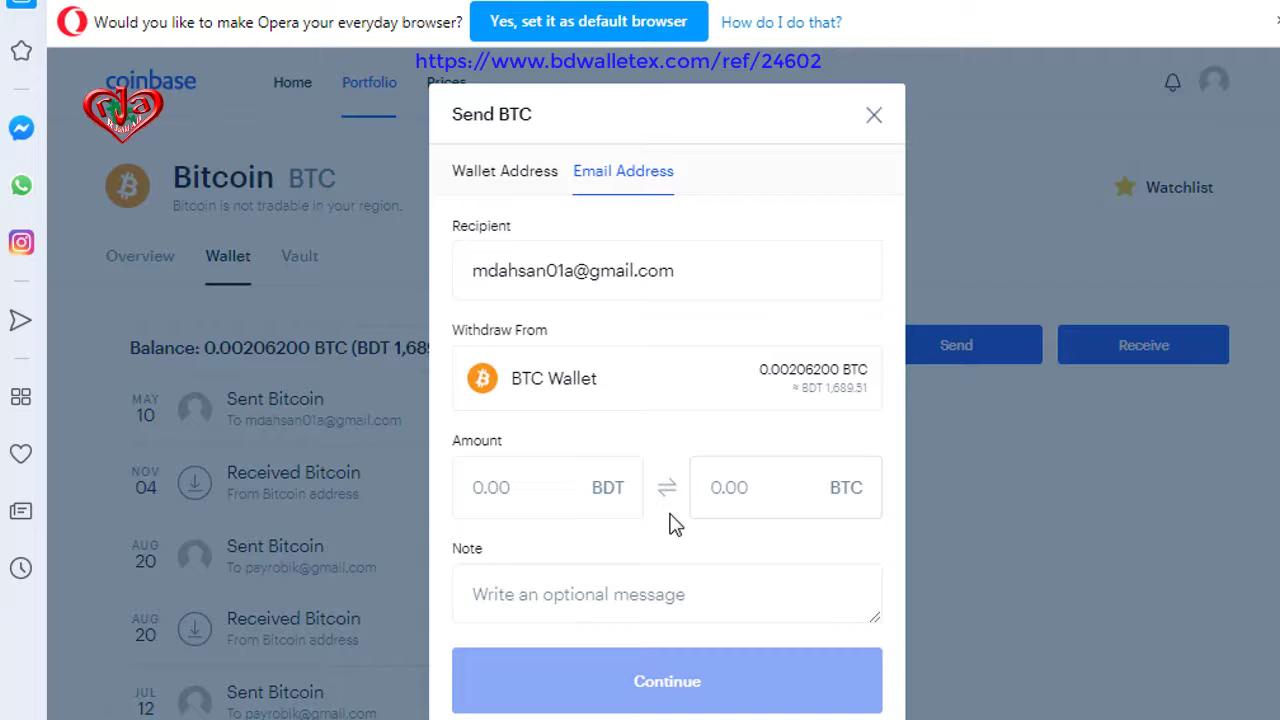 Would you like to make Opera your everyday browser? Yes, set it as default browser How do I do that?
https://www.bdwalletex.com/ref/24602
coinbase Home Portfolio Prices
rja
Send BTC
Bitcoin BTC
Bitcoin is not tradable in your region.
Watchlist
Overview Wallet Vault
Wallet Address Email Address
Recipient
mdahsan01a@gmail.com
Withdraw From
BTC Wallet 0.00206200 BTC
≈ BDT 1,689.51
Amount
0.00 BDT 0.00 BTC
Note
Write an optional message
Continue
Send Receive
Balance: 0.00206200 BTC (BDT 1,689
MAY 10 Sent Bitcoin
To mdahsan01a@gmail.com
NOV 04 Received Bitcoin
From Bitcoin address
AUG 20 Sent Bitcoin
To payrobik@gmail.com
AUG 20 Received Bitcoin
From Bitcoin address
JUL 12 Sent Bitcoin
To payrobik@gmail.com